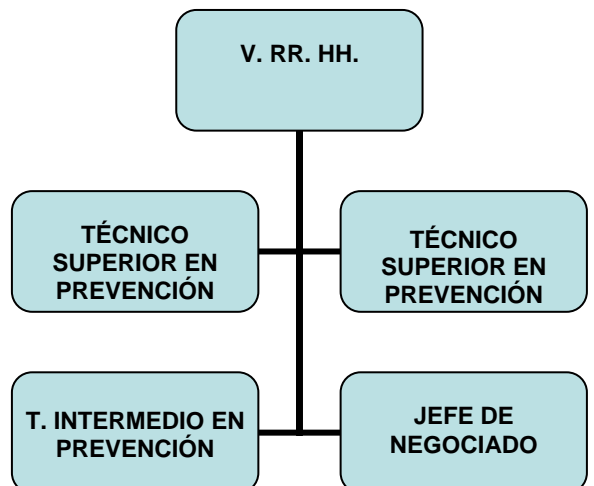 V. RR. HH.
TÉCNICO
SUPERIOR EN
PREVENCIÓN
TÉCNICO
SUPERIOR EN
PREVENCIÓN
T. INTERMEDIO EN
PREVENCIÓN
JEFE DE
NEGOCIADO